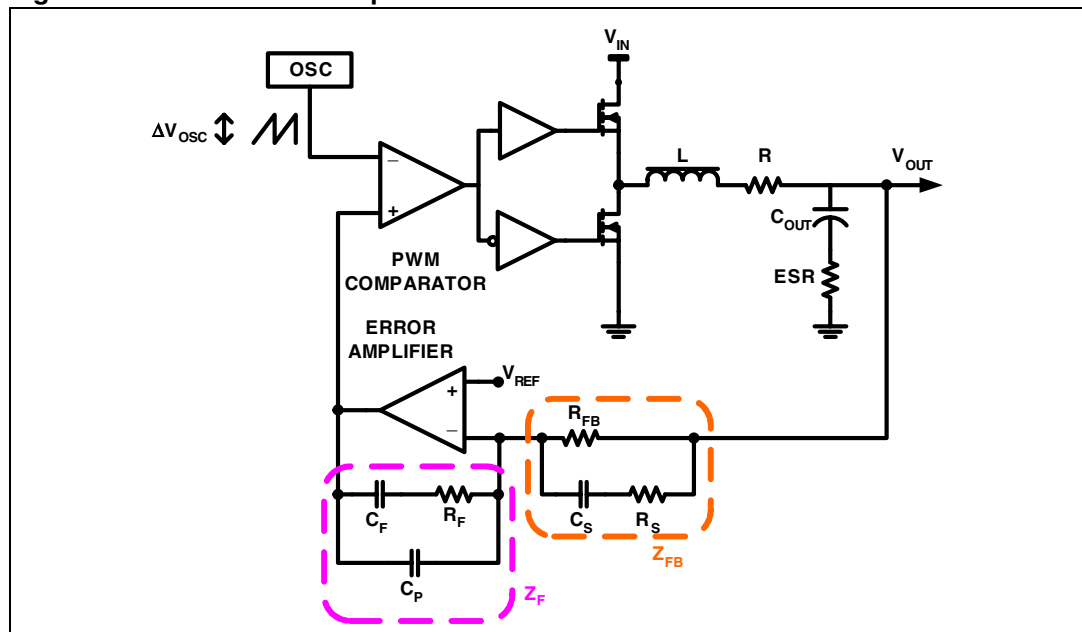 OSC
V_IN
ΔV_OSC
L
R
V_OUT
C_OUT
PWM
COMPARATOR
ESR
ERROR
AMPLIFIER
V_REF
R_FB
C_F
R_F
C_S
R_S
Z_FB
C_P
Z_F